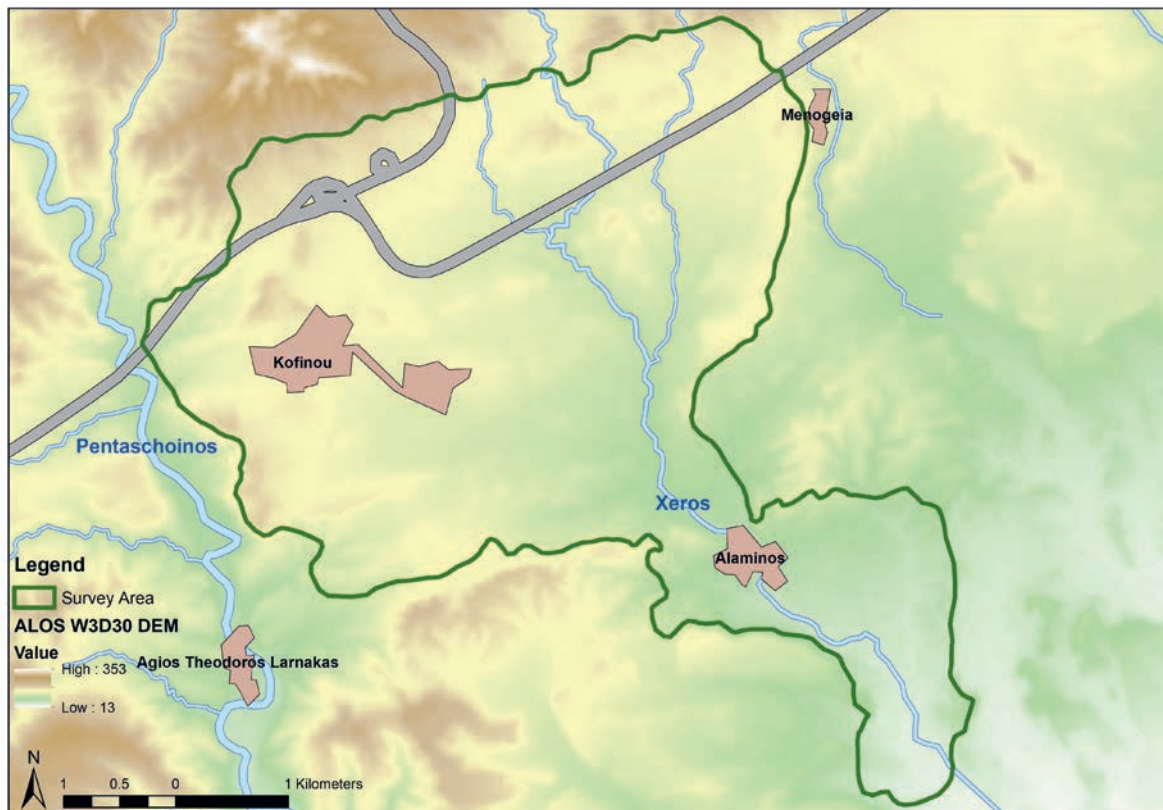 Menogeia
Kofinou
Pentaschoinos
Xeros
Alaminos
Legend
Survey Area
ALOS W3D30 DEM
Value
High : 353
Low : 13
Agios Theodoros Larnakas
N
1 0.5 0 1 Kilometers